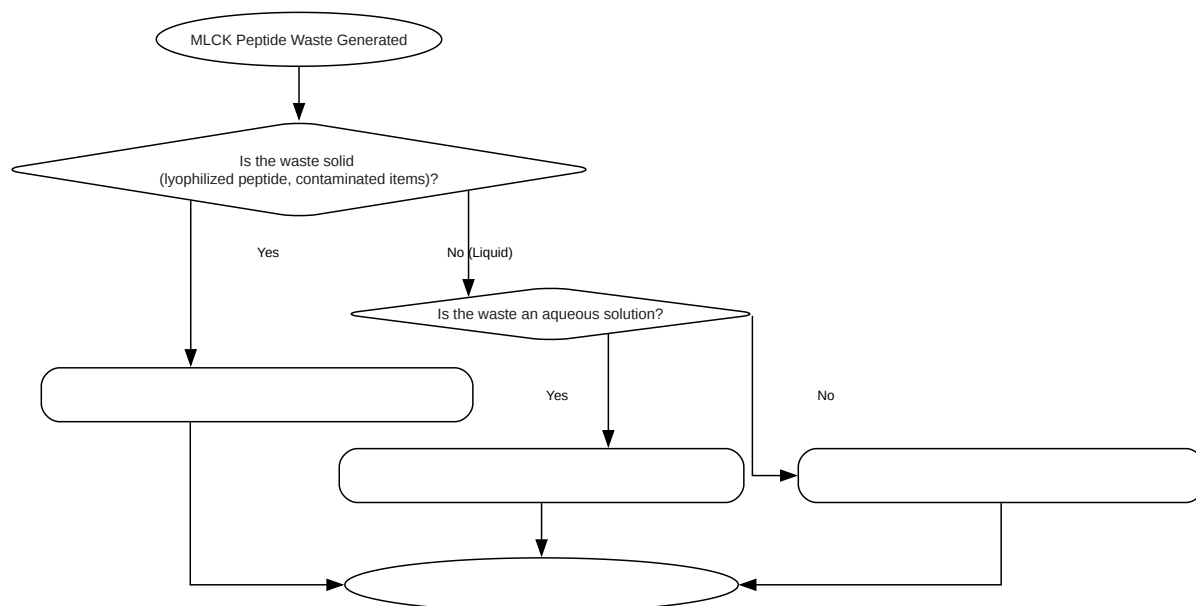 MLCK Peptide Waste Generated
Is the waste solid
(lyophilized peptide, contaminated items)?
Yes
No (Liquid)
Is the waste an aqueous solution?
Yes
No